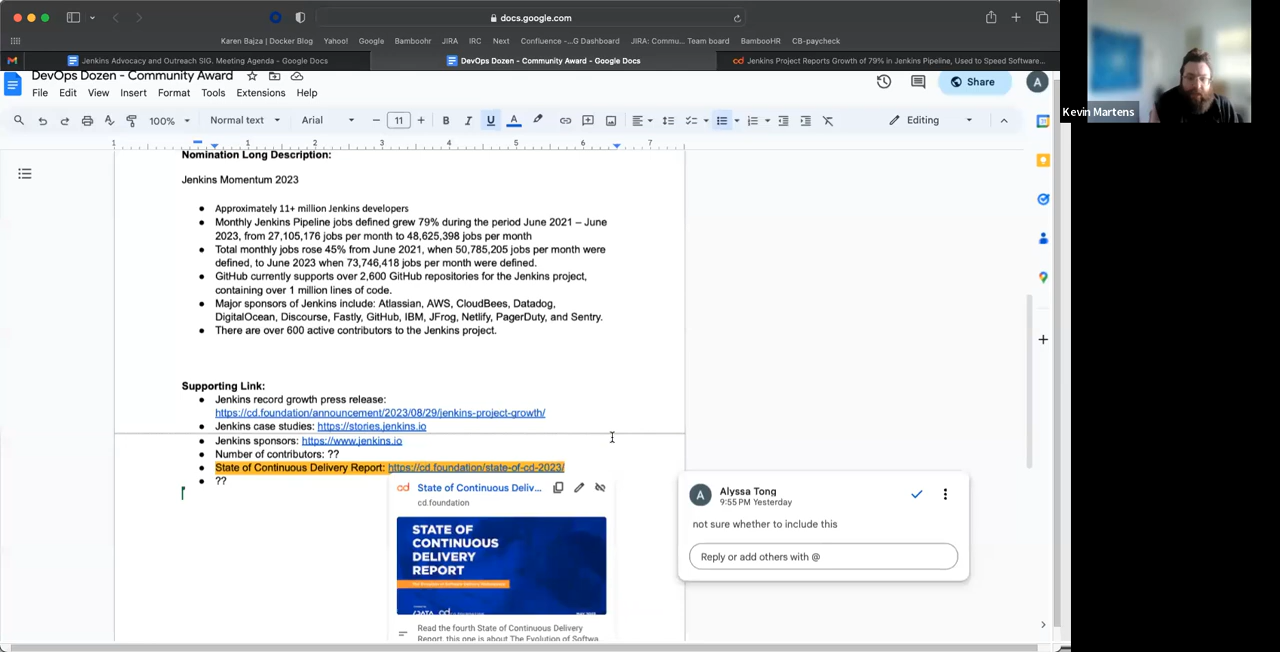 docs.google.com
Karen Bajza | Docker Blog Yahoo! Google Bamboohr JIRA IRC Next Confluence -...G Dashboard JIRA: Commu... Team board BambooHR CB-paycheck
Jenkins Advocacy and Outreach SIG. Meeting Agenda - Google Docs
DevOps Dozen - Community Award - Google Docs
cd Jenkins Project Reports Growth of 79% in Jenkins Pipeline, Used to Speed Software...
DevOps Dozen - Community Award
Share
A
File Edit View Insert Format Tools Extensions Help
100% Normal text Arial 11 B I U A Editing
1 1 2 3 4 5 6 7
Nomination Long Description:
Jenkins Momentum 2023
● Approximately 11+ million Jenkins developers
● Monthly Jenkins Pipeline jobs defined grew 79% during the period June 2021 – June
2023, from 27,105,176 jobs per month to 48,625,398 jobs per month
● Total monthly jobs rose 45% from June 2021, when 50,785,205 jobs per month were
defined, to June 2023 when 73,746,418 jobs per month were defined.
● GitHub currently supports over 2,600 GitHub repositories for the Jenkins project,
containing over 1 million lines of code.
● Major sponsors of Jenkins include: Atlassian, AWS, CloudBees, Datadog,
DigitalOcean, Discourse, Fastly, GitHub, IBM, JFrog, Netlify, PagerDuty, and Sentry.
● There are over 600 active contributors to the Jenkins project.
Supporting Link:
● Jenkins record growth press release:
https://cd.foundation/announcement/2023/08/29/jenkins-project-growth/
● Jenkins case studies: https://stories.jenkins.io
● Jenkins sponsors: https://www.jenkins.io
● Number of contributors: ??
● State of Continuous Delivery Report: https://cd.foundation/state-of-cd-2023/
● ??
cd State of Continuous Deliv...
cd.foundation
STATE OF
CONTINUOUS
DELIVERY
REPORT
Read the fourth State of Continuous Delivery
Report, this one is about The Evolution of Softwa
A
Alyssa Tong
9:55 PM Yesterday
not sure whether to include this
Reply or add others with @
Kevin Martens